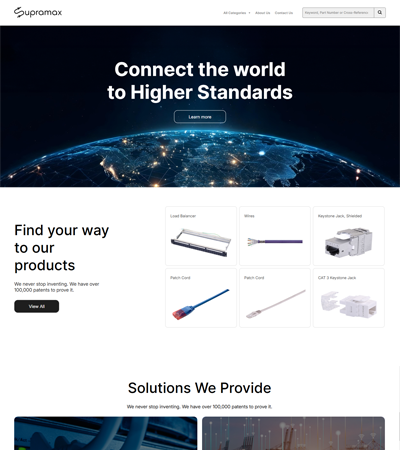 Supramax
All Categories
About Us
Contact Us
Keyword, Part Number or Cross-Reference
Connect the world
to Higher Standards
Learn more
Find your way
to our
products
We never stop inventing. We have over
100,000 patents to prove it.
View All
Load Balancer
Wires
Keystone Jack, Shielded
Patch Cord
Patch Cord
CAT 3 Keystone Jack
Solutions We Provide
We never stop inventing. We have over 100,000 patents to prove it.